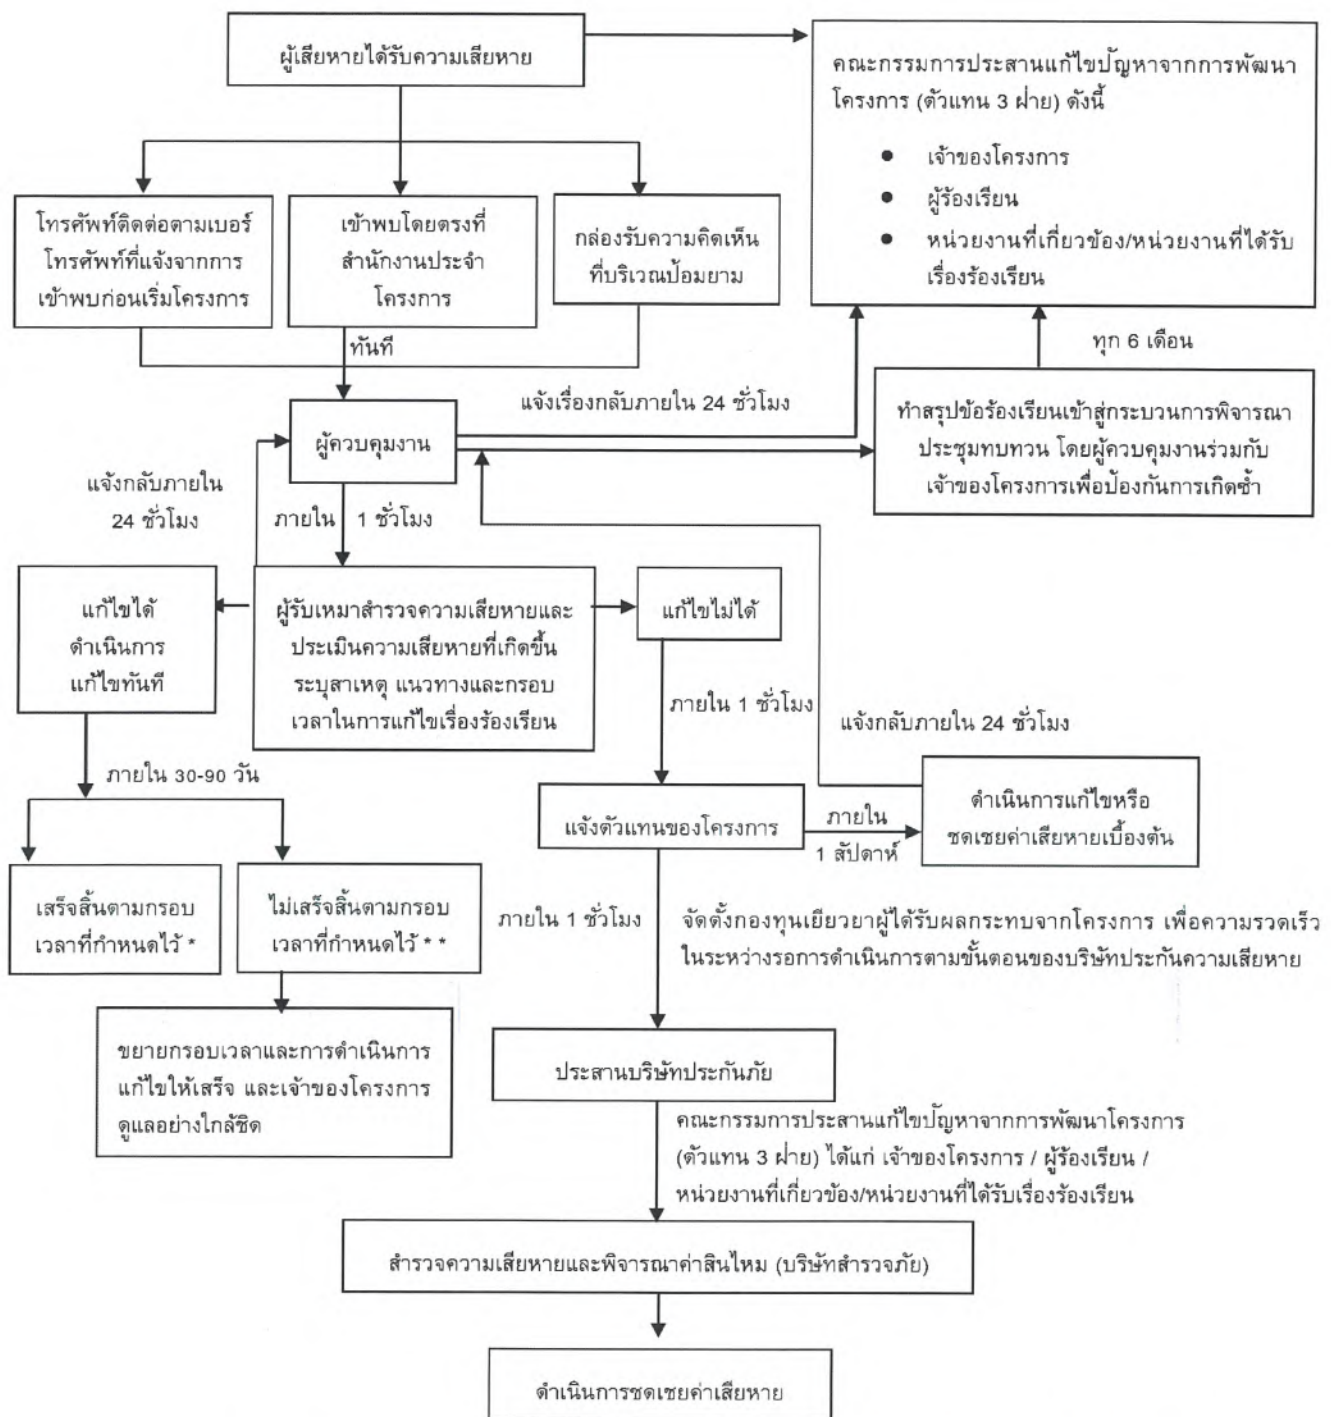 ผู้เสียหายได้รับความเสียหาย
คณะกรรมการประสานแก้ไขปัญหาจากการพัฒนา
โครงการ (ตัวแทน 3 ฝ่าย) ดังนี้
● เจ้าของโครงการ
● ผู้ร้องเรียน
● หน่วยงานที่เกี่ยวข้อง/หน่วยงานที่ได้รับ
เรื่องร้องเรียน
โทรศัพท์ติดต่อตามเบอร์
โทรศัพท์ที่แจ้งจากการ
เข้าพบก่อนเริ่มโครงการ
เข้าพบโดยตรงที่
สำนักงานประจำ
โครงการ
กล่องรับความคิดเห็น
ที่บริเวณป้อมยาม
ทันที
ทุก 6 เดือน
แจ้งเรื่องกลับภายใน 24 ชั่วโมง
ผู้ควบคุมงาน
ทำสรุปข้อร้องเรียนเข้าสู่กระบวนการพิจารณา
ประชุมทบทวน โดยผู้ควบคุมงานร่วมกับ
เจ้าของโครงการเพื่อป้องกันการเกิดซ้ำ
แจ้งกลับภายใน
24 ชั่วโมง
ภายใน 1 ชั่วโมง
แก้ไขได้
ดำเนินการ
แก้ไขทันที
ผู้รับเหมาสำรวจความเสียหายและ
ประเมินความเสียหายที่เกิดขึ้น
ระบุสาเหตุ แนวทางและกรอบ
เวลาในการแก้ไขเรื่องร้องเรียน
แก้ไขไม่ได้
ภายใน 1 ชั่วโมง
แจ้งกลับภายใน 24 ชั่วโมง
ภายใน 30-90 วัน
แจ้งตัวแทนของโครงการ
ภายใน
1 สัปดาห์
ดำเนินการแก้ไขหรือ
ชดเชยค่าเสียหายเบื้องต้น
เสร็จสิ้นตามกรอบ
เวลาที่กำหนดไว้ *
ไม่เสร็จสิ้นตามกรอบ
เวลาที่กำหนดไว้ * *
ภายใน 1 ชั่วโมง
จัดตั้งกองทุนเยียวยาผู้ได้รับผลกระทบจากโครงการ เพื่อความรวดเร็ว
ในระหว่างรอการดำเนินการตามขั้นตอนของบริษัทประกันความเสียหาย
ขยายกรอบเวลาและการดำเนินการ
แก้ไขให้เสร็จ และเจ้าของโครงการ
ดูแลอย่างใกล้ชิด
ประสานบริษัทประกันภัย
คณะกรรมการประสานแก้ไขปัญหาจากการพัฒนาโครงการ
(ตัวแทน 3 ฝ่าย) ได้แก่ เจ้าของโครงการ / ผู้ร้องเรียน /
หน่วยงานที่เกี่ยวข้อง/หน่วยงานที่ได้รับเรื่องร้องเรียน
สำรวจความเสียหายและพิจารณาค่าสินไหม (บริษัทสำรวจภัย)
ดำเนินการชดเชยค่าเสียหาย